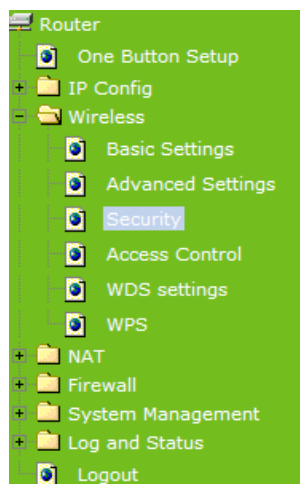 Router
One Button Setup
IP Config
Wireless
Basic Settings
Advanced Settings
Security
Access Control
WDS settings
WPS
NAT
Firewall
System Management
Log and Status
Logout